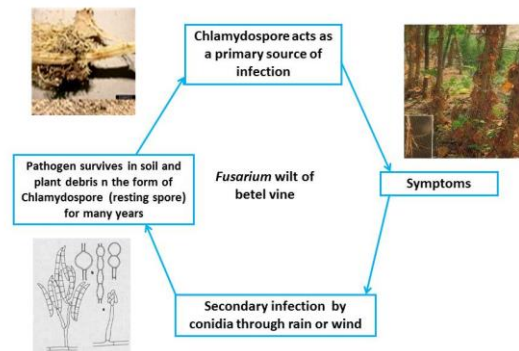 Chlamydospore acts as
a primary source of
infection
Pathogen survives in soil and
plant debris n the form of
Chlamydospore (resting spore)
for many years
Fusarium wilt of
betel vine
Symptoms
Secondary infection by
conidia through rain or wind